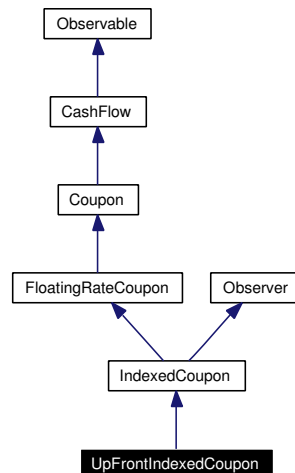 Observable
CashFlow
Coupon
FloatingRateCoupon
Observer
IndexedCoupon
UpFrontIndexedCoupon